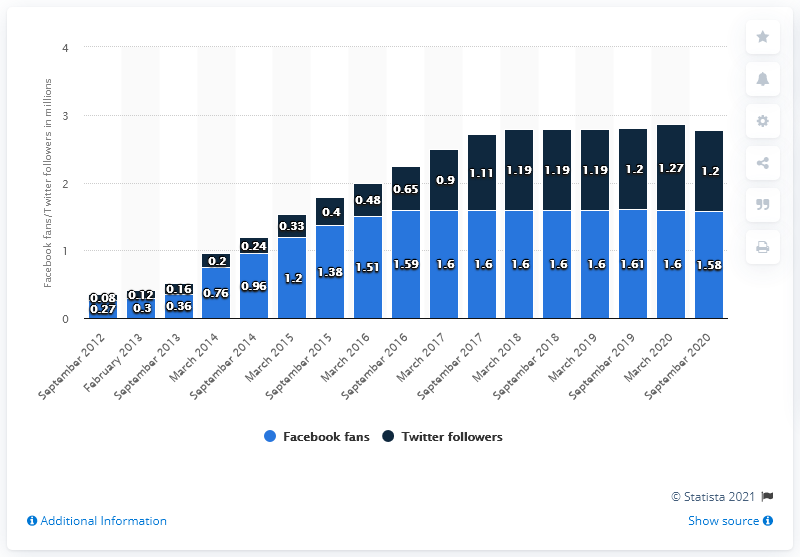 Facebook fans/Twitter followers in millions
4
3
2
1
0
0.08 0.12 0.16 0.2 0.24 0.33 0.4 0.48 0.65 0.9 1.11 1.19 1.19 1.19 1.2 1.27 1.2
0.27 0.3 0.36 0.76 0.96 1.2 1.38 1.51 1.59 1.6 1.6 1.6 1.6 1.6 1.61 1.6 1.58
September 2012
February 2013
September 2013
March 2014
September 2014
March 2015
September 2015
March 2016
September 2016
March 2017
September 2017
March 2018
September 2018
March 2019
September 2019
March 2020
September 2020
Facebook fans Twitter followers
© Statista 2021
Additional Information Show source